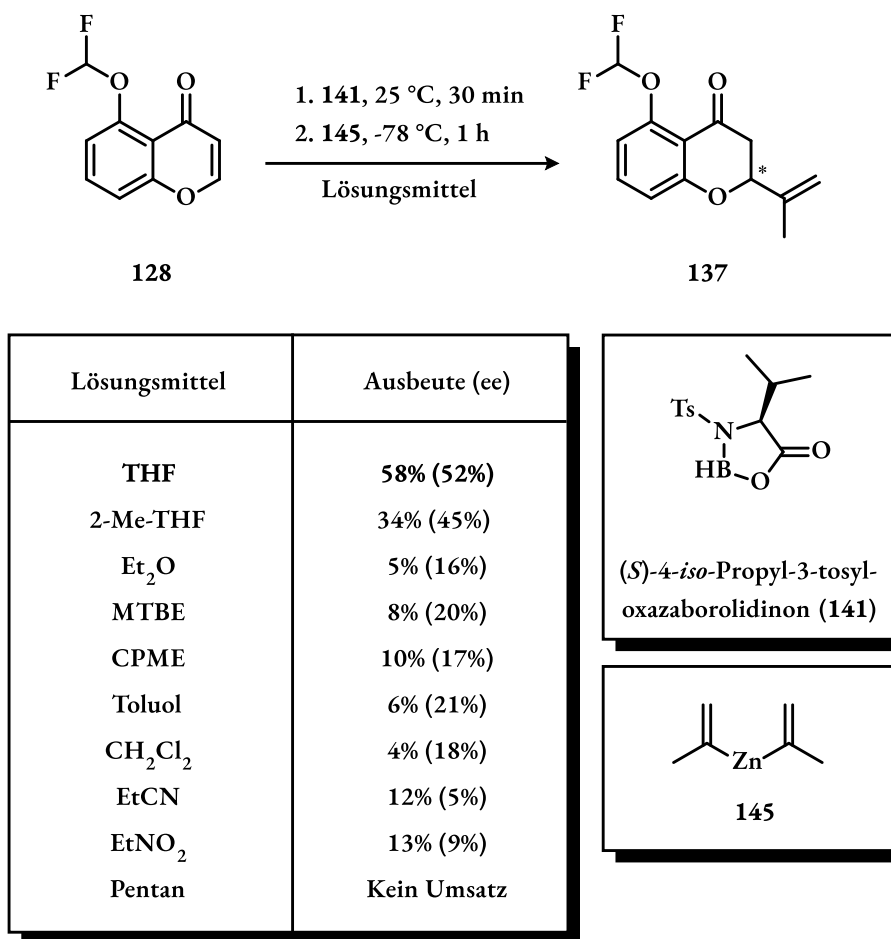 F
F
O
O
O
128
1. 141, 25 °C, 30 min
2. 145, -78 °C, 1 h
Lösungsmittel
F
F
O
O
O
*
137
Lösungsmittel Ausbeute (ee)
THF 58% (52%)
2-Me-THF 34% (45%)
Et₂O 5% (16%)
MTBE 8% (20%)
CPME 10% (17%)
Toluol 6% (21%)
CH₂Cl₂ 4% (18%)
EtCN 12% (5%)
EtNO₂ 13% (9%)
Pentan Kein Umsatz
Ts
N
HB
O
O
(S)-4-iso-Propyl-3-tosyl-
oxazaborolidinon (141)
Zn
145